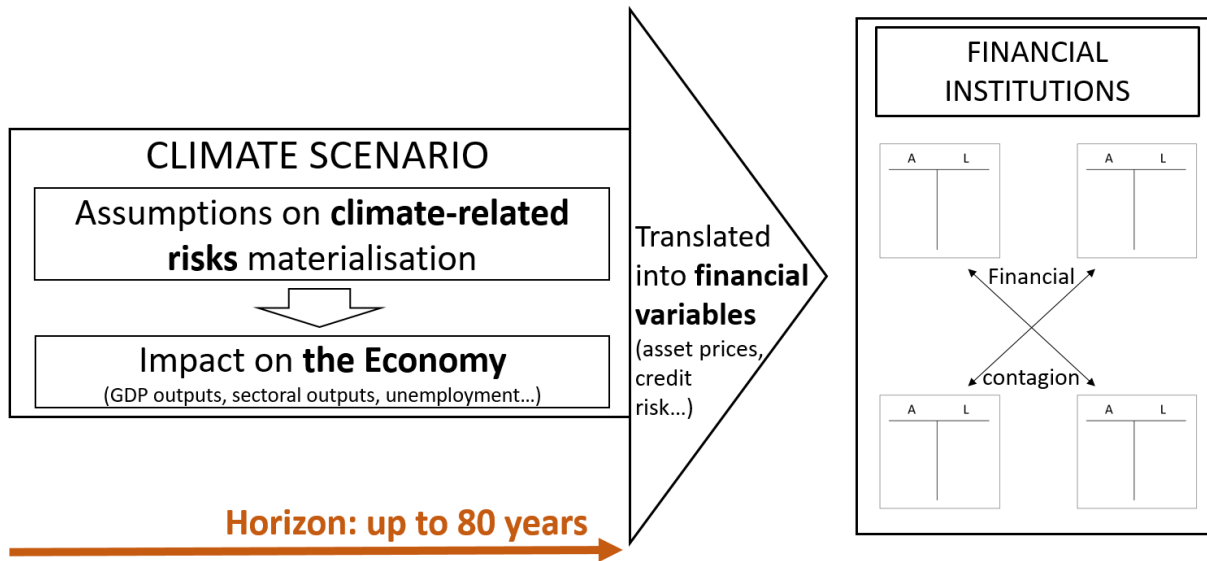 CLIMATE SCENARIO
Assumptions on climate-related
risks materialisation
Impact on the Economy
(GDP outputs, sectoral outputs, unemployment...)
Horizon: up to 80 years
Translated
into financial
variables
(asset prices,
credit
risk...)
FINANCIAL
INSTITUTIONS
A L
A L
Financial
contagion
A L
A L